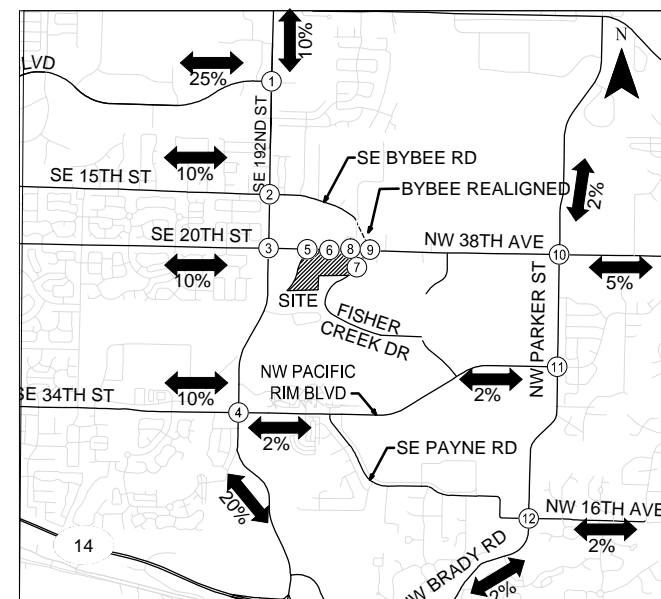 10%
N
LVD
25%
1
SE 192ND ST
10%
SE BYBEE RD
SE 15TH ST
BYBEE REALIGNED
2%
2
SE 20TH ST
3
5
6
8
9
NW 38TH AVE
10
7
10%
5%
SITE
FISHER
CREEK DR
NW PARKER ST
NW PACIFIC
RIM BLVD
11
10%
2%
SE 34TH ST
4
2%
SE PAYNE RD
20%
12
NW 16TH AVE
2%
14
NW BRADY RD
2%